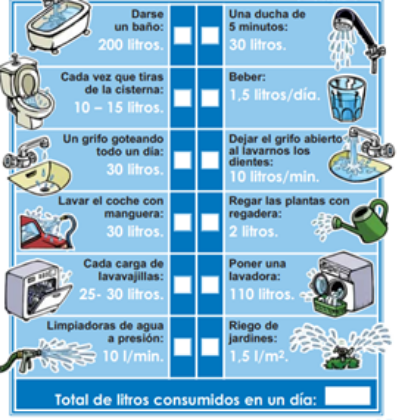 Darse
un baño:
200 litros.
Una ducha de
5 minutos:
30 litros.
Cada vez que tiras
de la cisterna:
10 – 15 litros.
Beber:
1,5 litros/día.
Un grifo goteando
todo un día:
30 litros.
Dejar el grifo abierto
al lavarnos los
dientes:
10 litros/min.
Lavar el coche con
manguera:
30 litros.
Regar las plantas con
regadera:
2 litros.
Cada carga de
lavavajillas:
25- 30 litros.
Poner una
lavadora:
110 litros.
Limpiadoras de agua
a presión:
10 l/min.
Riego de
jardines:
1,5 l/m².
Total de litros consumidos en un día: